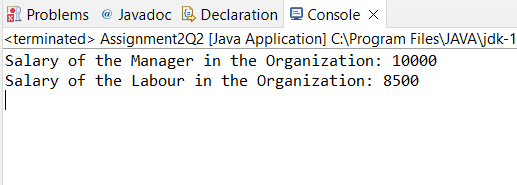 Problems @ Javadoc Declaration Console
<terminated> Assignment2Q2 [Java Application] C:\Program Files\JAVA\jdk-1
Salary of the Manager in the Organization: 10000
Salary of the Labour in the Organization: 8500